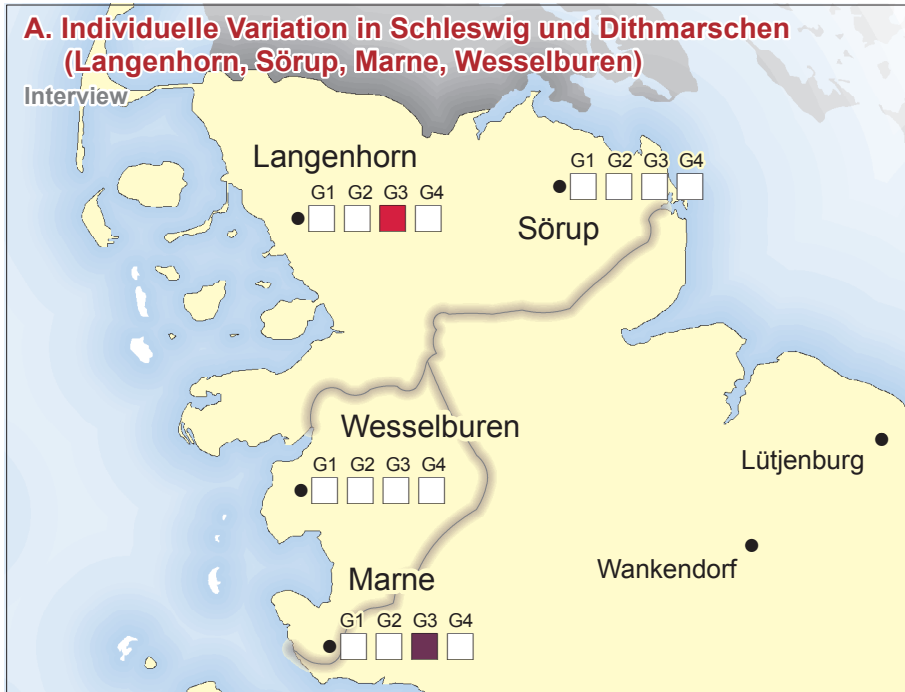 A. Individuelle Variation in Schleswig und Dithmarschen
(Langenhorn, Sörup, Marne, Wesselburen)
Interview
Langenhorn
G1 G2 G3 G4
G1 G2 G3 G4
Sörup
Wesselburen
G1 G2 G3 G4
Lütjenburg
Wankendorf
Marne
G1 G2 G3 G4